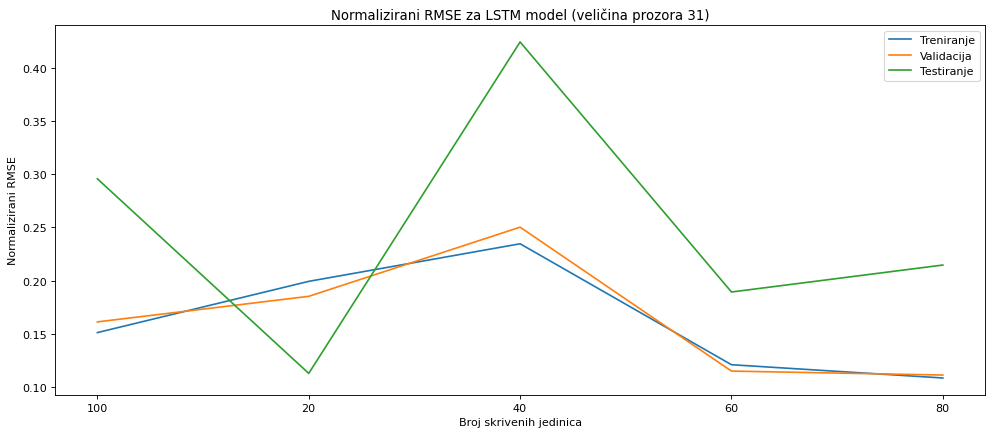 Normalizirani RMSE za LSTM model (veličina prozora 31)
Treniranje
Validacija
Testiranje
Normalizirani RMSE
0.40
0.35
0.30
0.25
0.20
0.15
0.10
100 20 40 60 80
Broj skrivenih jedinica